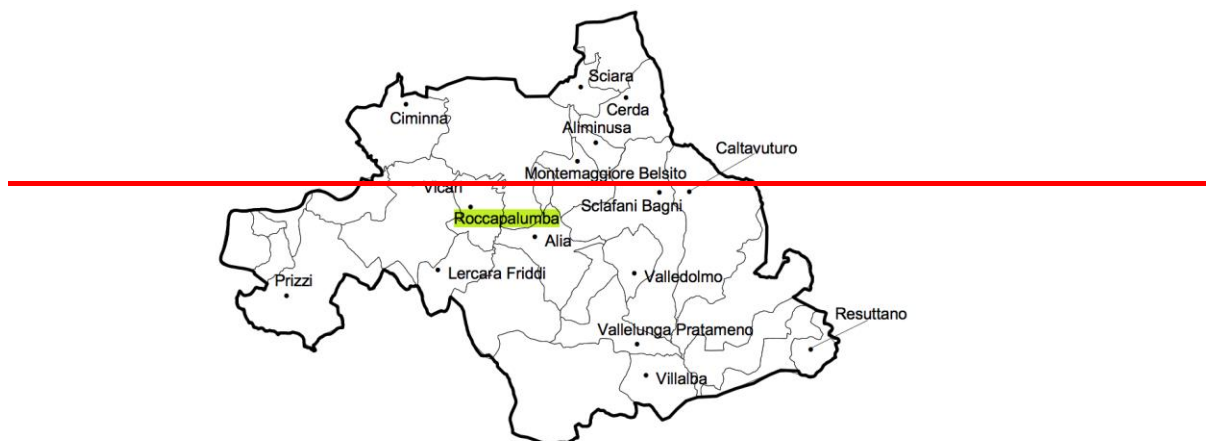 Sciara
Cerda
Ciminna
Aliminusa
Caltavuturo
Montemaggiore Belsito
Vicari
Sclafani Bagni
Roccapalumba
Alia
Lercara Friddi
Valledolmo
Prizzi
Resuttano
Vallelunga Pratameno
Villalba